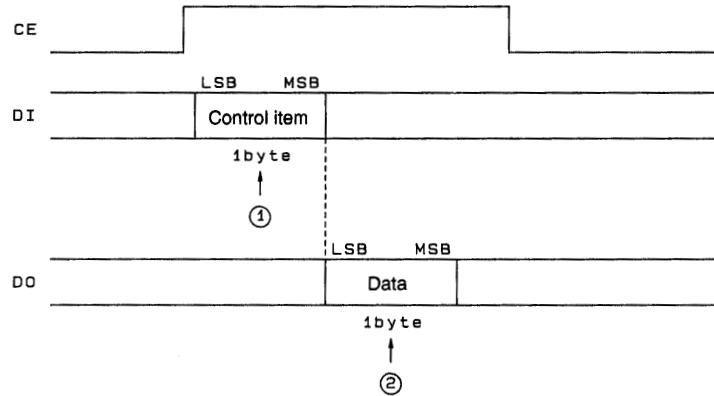 CE
LSB MSB
DI Control item
1byte
①
LSB MSB
DO Data
1byte
②